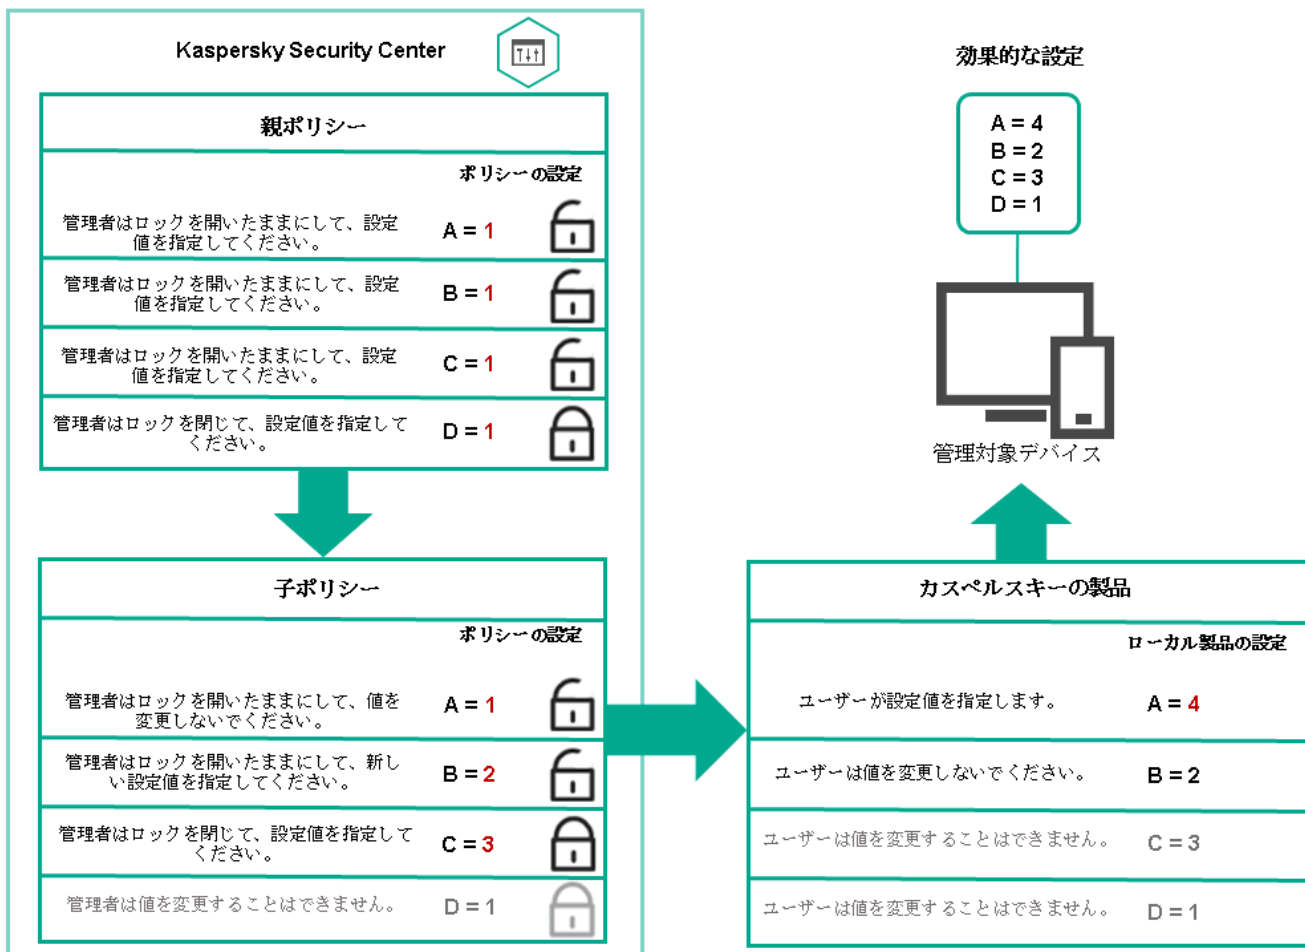 Kaspersky Security Center
親ポリシー
ポリシーの設定
管理者はロックを開いたままにして、設定
値を指定してください。
A = 1
管理者はロックを開いたままにして、設定
値を指定してください。
B = 1
管理者はロックを開いたままにして、設定
値を指定してください。
C = 1
管理者はロックを閉じて、設定値を指定して
ください。
D = 1
子ポリシー
ポリシーの設定
管理者はロックを開いたままにして、値を
変更しないでください。
A = 1
管理者はロックを開いたままにして、新し
い設定値を指定してください。
B = 2
管理者はロックを閉じて、設定値を指定して
ください。
C = 3
管理者は値を変更することはできません。
D = 1
効果的な設定
A = 4
B = 2
C = 3
D = 1
管理対象デバイス
カスペルスキーの製品
ローカル製品の設定
ユーザーが設定値を指定します。
A = 4
ユーザーは値を変更しないでください。
B = 2
ユーザーは値を変更することはできません。
C = 3
ユーザーは値を変更することはできません。
D = 1